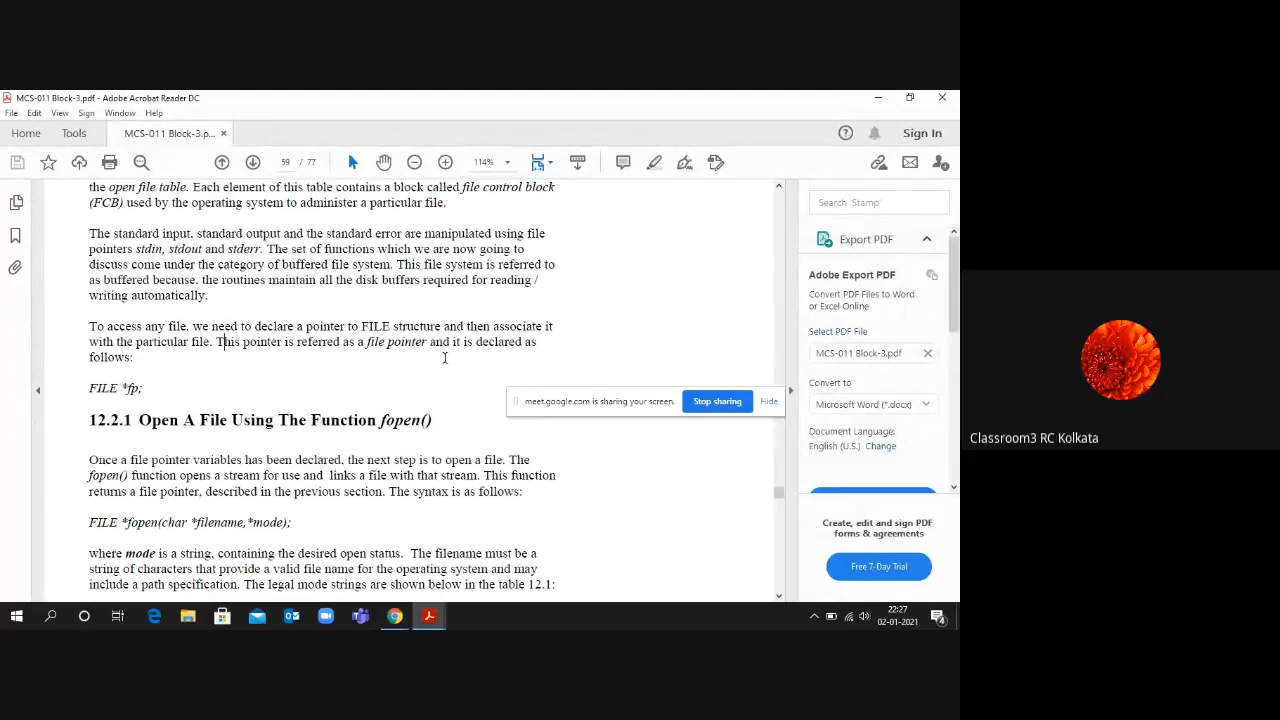 MCS-011 Block-3.pdf - Adobe Acrobat Reader DC
File Edit View Sign Window Help
Home Tools MCS-011 Block-3.p... × Sign In
59 / 77 114%
the open file table. Each element of this table contains a block called file control block
(FCB) used by the operating system to administer a particular file.
The standard input, standard output and the standard error are manipulated using file
pointers stdin, stdout and stderr. The set of functions which we are now going to
discuss come under the category of buffered file system. This file system is referred to
as buffered because, the routines maintain all the disk buffers required for reading /
writing automatically.
To access any file, we need to declare a pointer to FILE structure and then associate it
with the particular file. This pointer is referred as a file pointer and it is declared as
follows:
FILE *fp;
12.2.1 Open A File Using The Function fopen()
Once a file pointer variables has been declared, the next step is to open a file. The
fopen() function opens a stream for use and links a file with that stream. This function
returns a file pointer, described in the previous section. The syntax is as follows:
FILE *fopen(char *filename,*mode);
where mode is a string, containing the desired open status. The filename must be a
string of characters that provide a valid file name for the operating system and may
include a path specification. The legal mode strings are shown below in the table 12.1:
meet.google.com is sharing your screen. Stop sharing Hide
Search 'Stamp'
Export PDF
Adobe Export PDF
Convert PDF Files to Word
or Excel Online
Select PDF File
MCS-011 Block-3.pdf
Convert to
Microsoft Word (*.docx)
Document Language:
English (U.S.) Change
Create, edit and sign PDF
forms & agreements
Free 7-Day Trial
22:27
02-01-2021
4
Classroom3 RC Kolkata